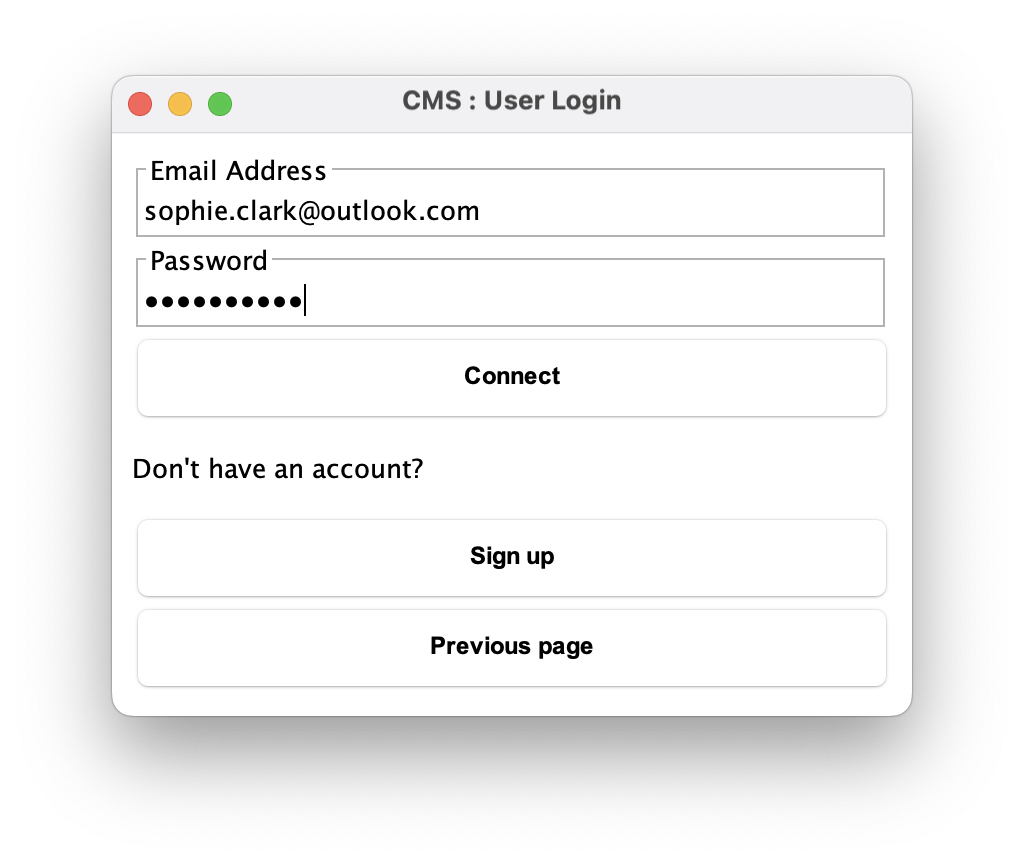 CMS : User Login
Email Address
sophie.clark@outlook.com
Password
••••••••••
Connect
Don't have an account?
Sign up
Previous page